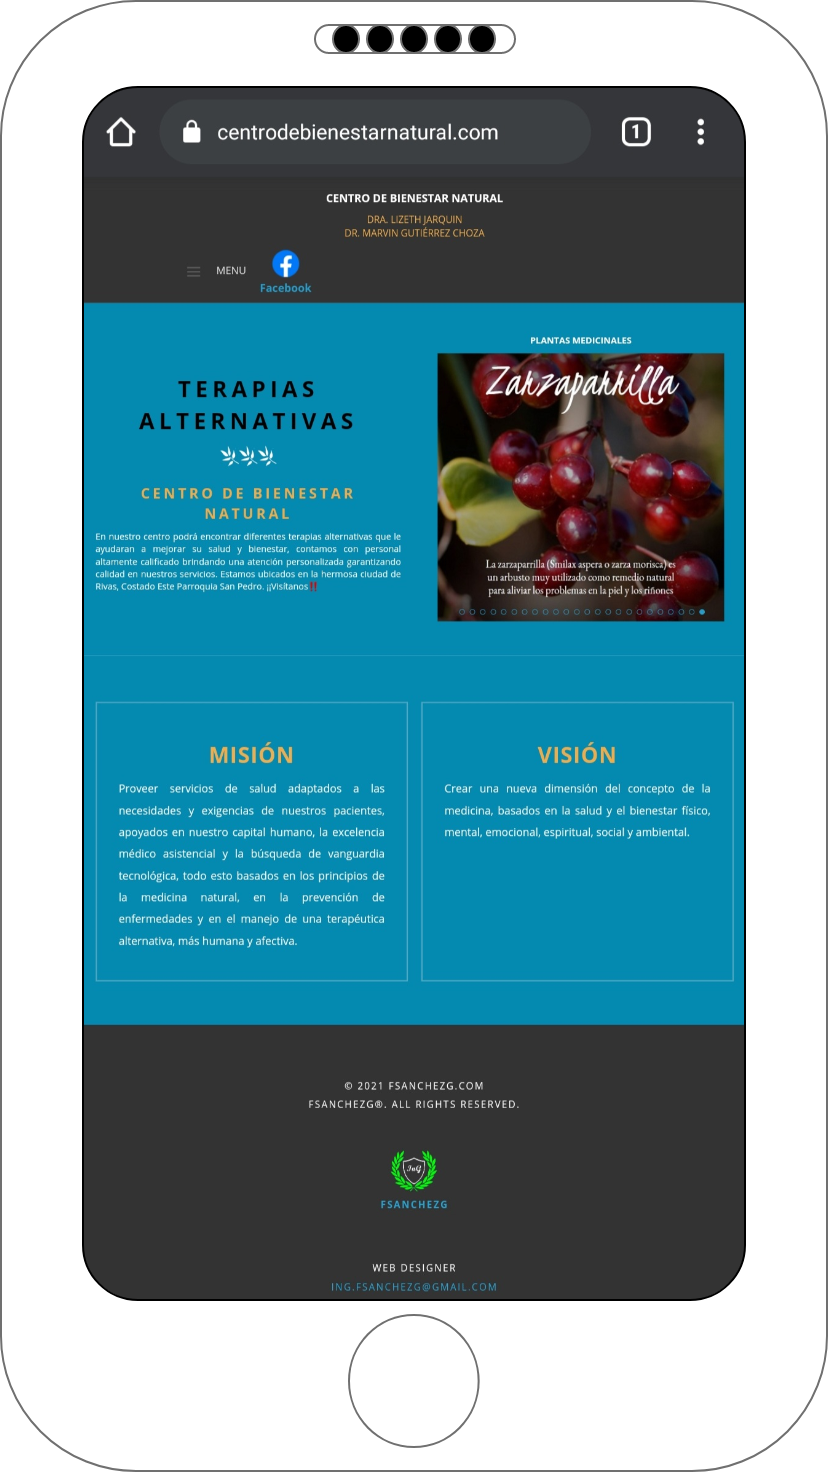 centrodebienestarnatural.com
1
CENTRO DE BIENESTAR NATURAL
DRA. LIZETH JARQUIN
DR. MARVIN GUTIÉRREZ CHOZA
MENU
Facebook
TERAPIAS
ALTERNATIVAS
CENTRO DE BIENESTAR
NATURAL
En nuestro centro podrá encontrar diferentes terapias alternativas que le
ayudaran a mejorar su salud y bienestar, contamos con personal
altamente calificado brindando una atención personalizada garantizando
calidad en nuestros servicios. Estamos ubicados en la hermosa ciudad de
Rivas, Costado Este Parroquia San Pedro. ¡¡Visítanos‼
PLANTAS MEDICINALES
Zarzaparrilla
La zarzaparrilla (Smilax aspera o zarza morisca) es
un arbusto muy utilizado como remedio natural
para aliviar los problemas en la piel y los riñones
MISIÓN
Proveer servicios de salud adaptados a las
necesidades y exigencias de nuestros pacientes,
apoyados en nuestro capital humano, la excelencia
médico asistencial y la búsqueda de vanguardia
tecnológica, todo esto basados en los principios de
la medicina natural, en la prevención de
enfermedades y en el manejo de una terapéutica
alternativa, más humana y afectiva.
VISIÓN
Crear una nueva dimensión del concepto de la
medicina, basados en la salud y el bienestar físico,
mental, emocional, espiritual, social y ambiental.
© 2021 FSANCHEZG.COM
FSANCHEZG®. ALL RIGHTS RESERVED.
FSANCHEZG
WEB DESIGNER
ING.FSANCHEZG@GMAIL.COM